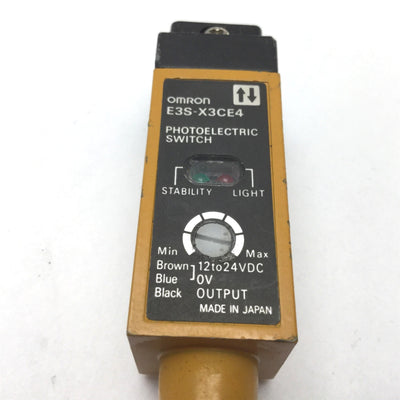 OMRON
E3S-X3CE4
PHOTOELECTRIC
SWITCH
STABILITY LIGHT
Min Max
Brown 12to24VDC
Blue 0V
Black OUTPUT
MADE IN JAPAN